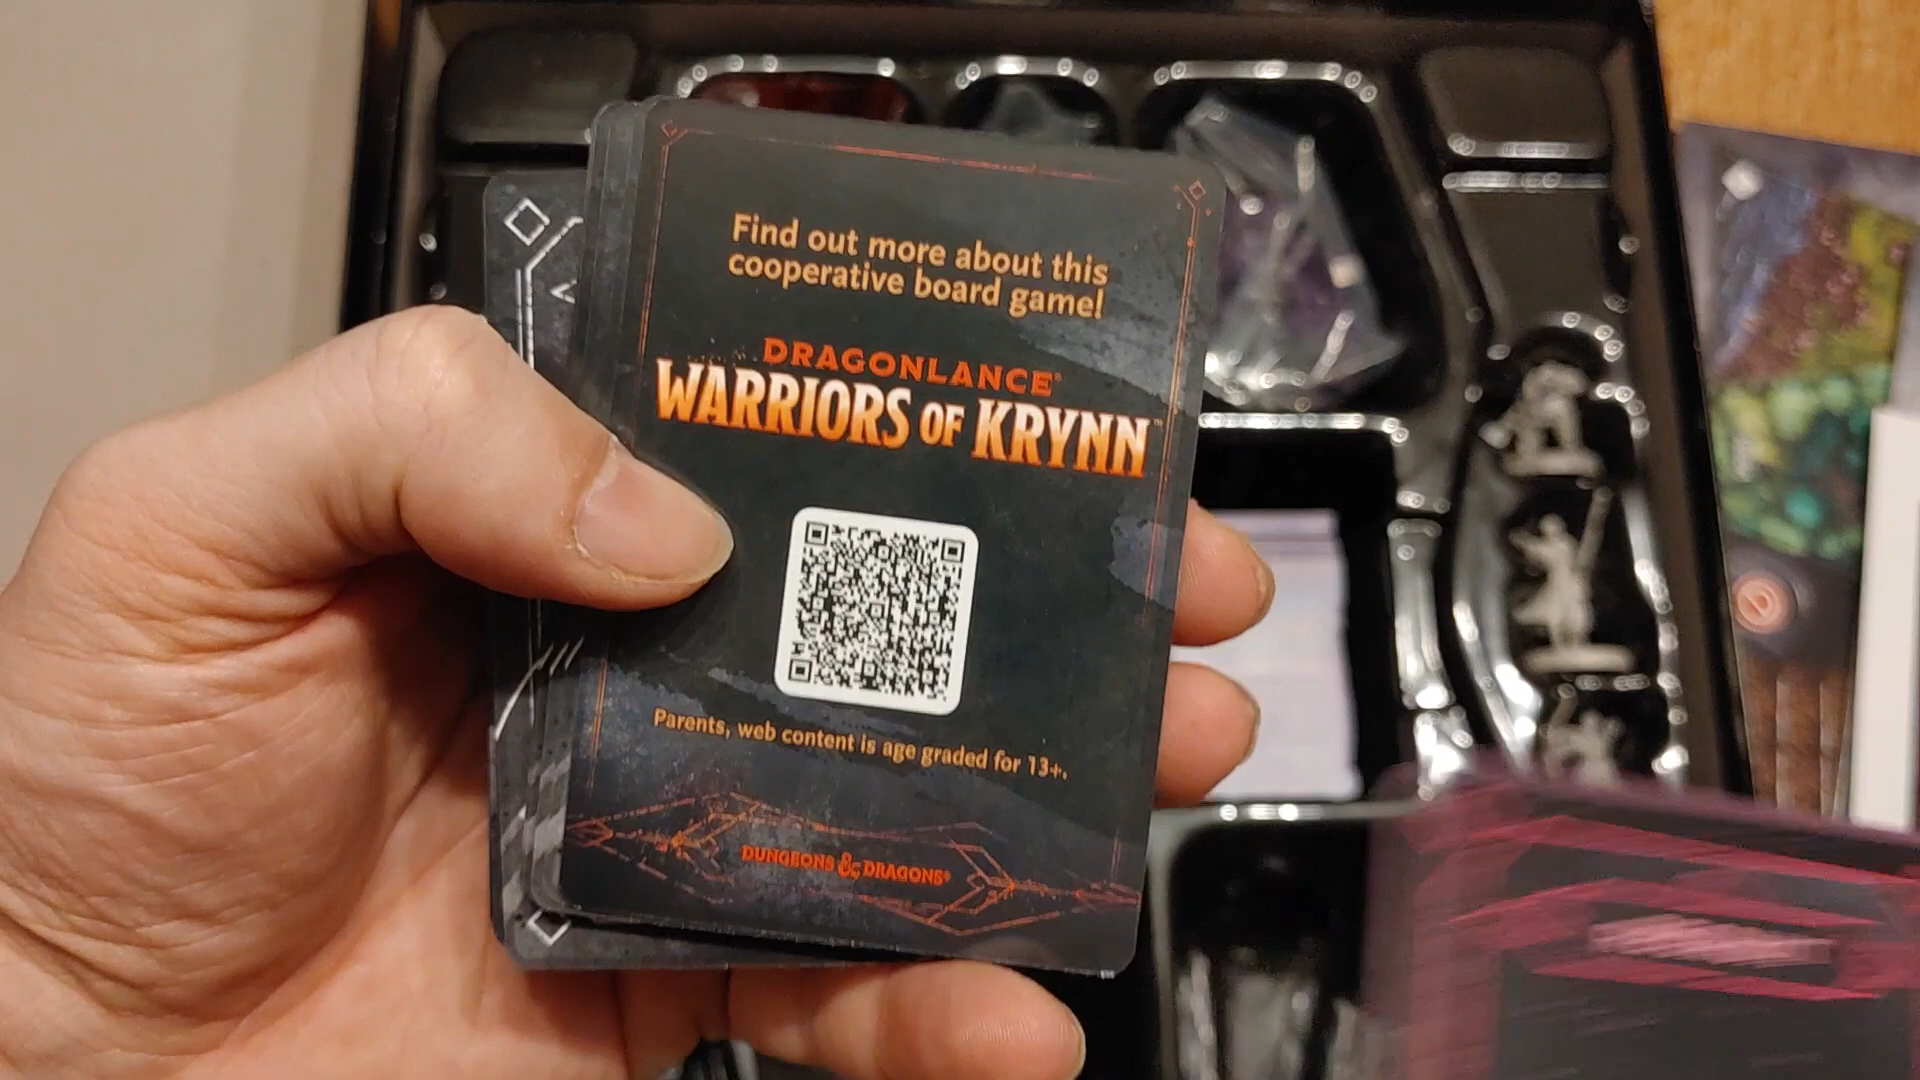 Find out more about this
cooperative board game!
DRAGONLANCE®
WARRIORS OF KRYNN™
Parents, web content is age graded for 13+.
DUNGEONS & DRAGONS®